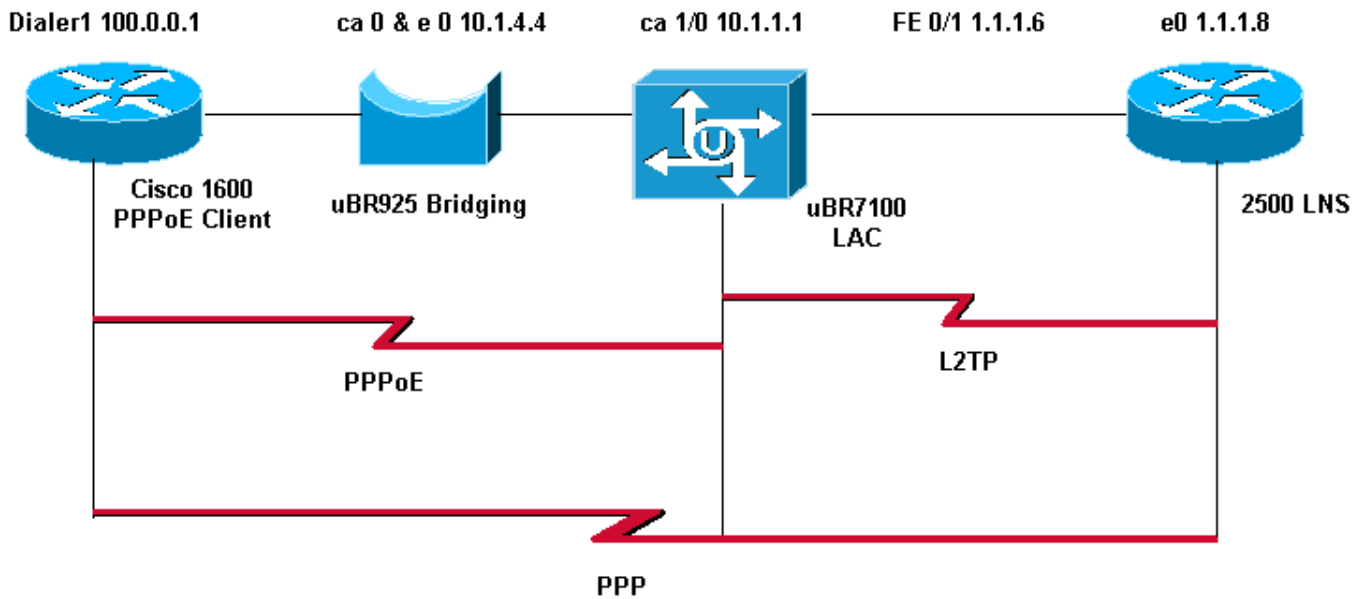 Dialer1 100.0.0.1
ca 0 & e 0 10.1.4.4
ca 1/0 10.1.1.1
FE 0/1 1.1.1.6
e0 1.1.1.8
U
Cisco 1600
PPPoE Client
uBR925 Bridging
uBR7100
LAC
2500 LNS
PPPoE
L2TP
PPP